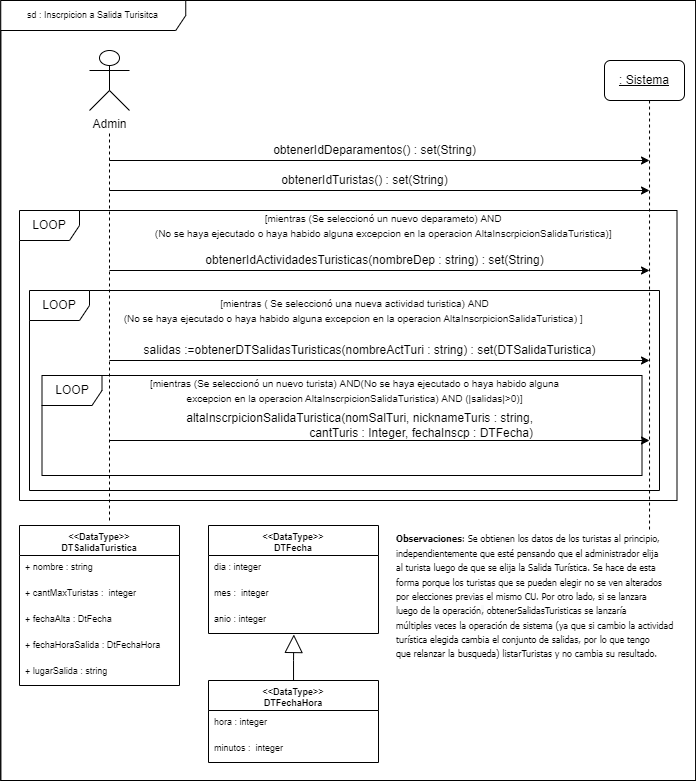 sd : Inscrpicion a Salida Turisitca
: Sistema
Admin
obtenerIdDeparamentos() : set(String)
obtenerIdTuristas() : set(String)
LOOP
[mientras (Se seleccionó un nuevo deparameto) AND
(No se haya ejecutado o haya habido alguna excepcion en la operacion AltaInscrpicionSalidaTuristica)]
obtenerIdActividadesTuristicas(nombreDep : string) : set(String)
LOOP
[mientras ( Se seleccionó una nueva actividad turistica) AND
(No se haya ejecutado o haya habido alguna excepcion en la operacion AltaInscrpicionSalidaTuristica) ]
salidas :=obtenerDTSalidasTuristicas(nombreActTuri : string) : set(DTSalidaTuristica)
LOOP
[mientras (Se seleccionó un nuevo turista) AND(No se haya ejecutado o haya habido alguna
excepcion en la operacion AltaInscripcionSalidaTuristica) AND (|salidas|>0)]
altaInscrpicionSalidaTuristica(nomSalTuri, nicknameTuris : string,
cantTuris : Integer, fechaInscp : DTFecha)
<<DataType>>
DTSalidaTuristica
+ nombre : string
+ cantMaxTuristas : integer
+ fechaAlta : DtFecha
+ fechaHoraSalida : DtFechaHora
+ lugarSalida : string
<<DataType>>
DTFecha
dia : integer
mes : integer
anio : integer
<<DataType>>
DTFechaHora
hora : integer
minutos : integer
Observaciones: Se obtienen los datos de los turistas al principio,
independientemente que esté pensando que el administrador elija
al turista luego de que se elija la Salida Turística. Se hace de esta
forma porque los turistas que se pueden elegir no se ven alterados
por elecciones previas el mismo CU. Por otro lado, si se lanzara
luego de la operación, obtenerSalidasTuristicas se lanzaría
multiples veces la operación de sistema (ya que si cambio la actividad
turística elegida cambia el conjunto de salidas, por lo que tengo
que relanzar la busqueda) listarTuristas y no cambia su resultado.